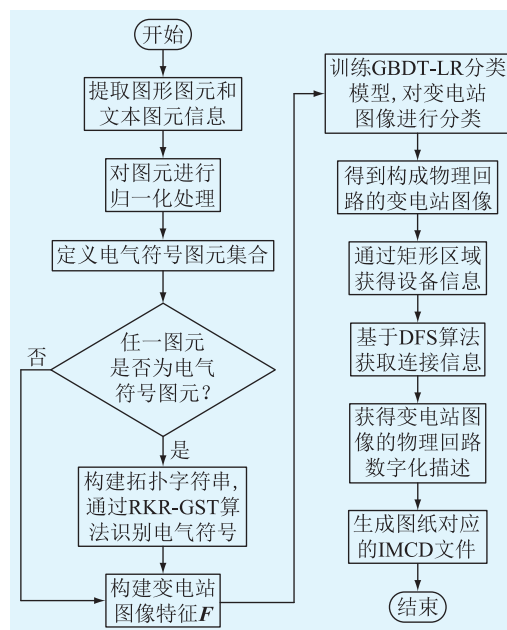 开始
提取图形图元和
文本图元信息
对图元进行
归一化处理
定义电气符号图元集合
任一图元
是否为电气
符号图元？
否
是
构建拓扑字符串，
通过RKR-GST算
法识别电气符号
构建变电站
图像特征F
训练GBDT-LR分类
模型，对变电站
图像进行分类
得到构成物理回
路的变电站图像
通过矩形区域
获得设备信息
基于DFS算法
获取连接信息
获得变电站图
像的物理回路
数字化描述
生成图纸对应
的IMCD文件
结束